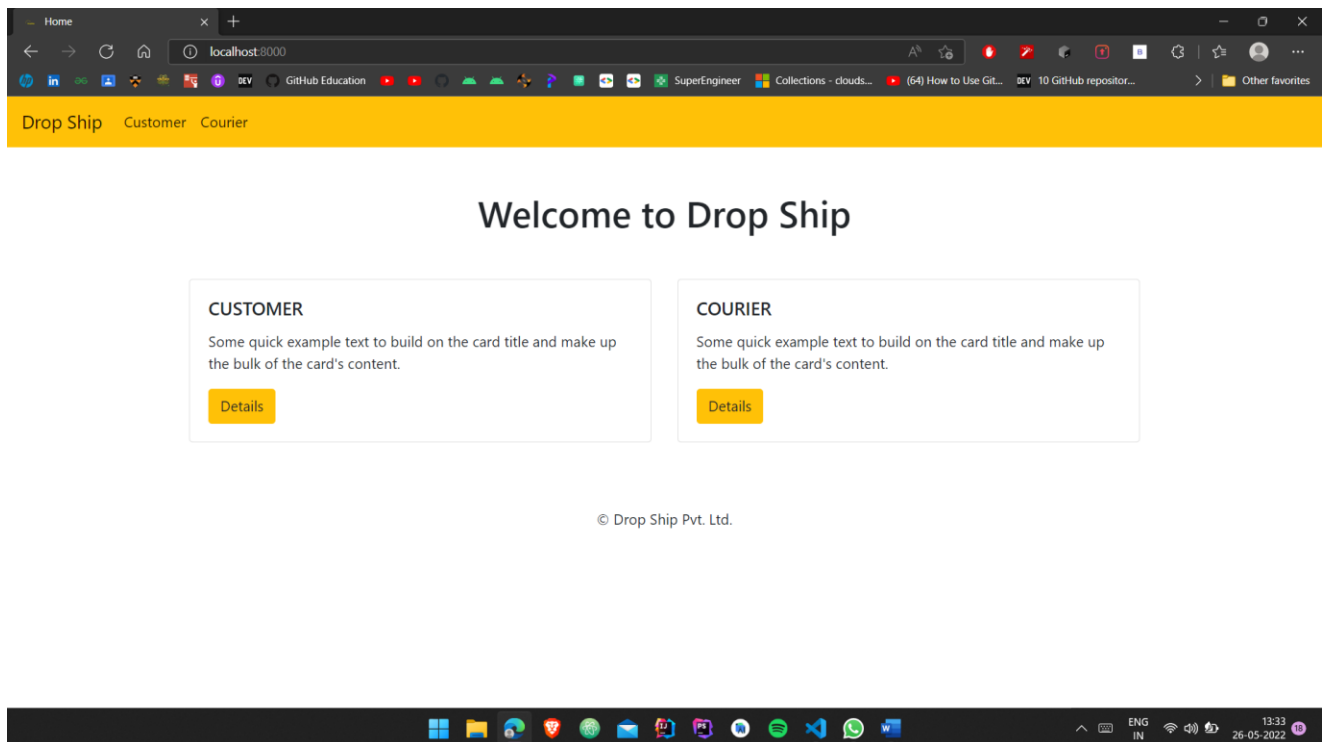 Home
localhost:8000
GitHub Education
SuperEngineer
Collections - clouds...
(64) How to Use Git...
DEV 10 GitHub repositor...
Other favorites
Drop Ship Customer Courier
Welcome to Drop Ship
CUSTOMER
Some quick example text to build on the card title and make up
the bulk of the card's content.
Details
COURIER
Some quick example text to build on the card title and make up
the bulk of the card's content.
Details
© Drop Ship Pvt. Ltd.
ENG
IN
13:33
26-05-2022
18